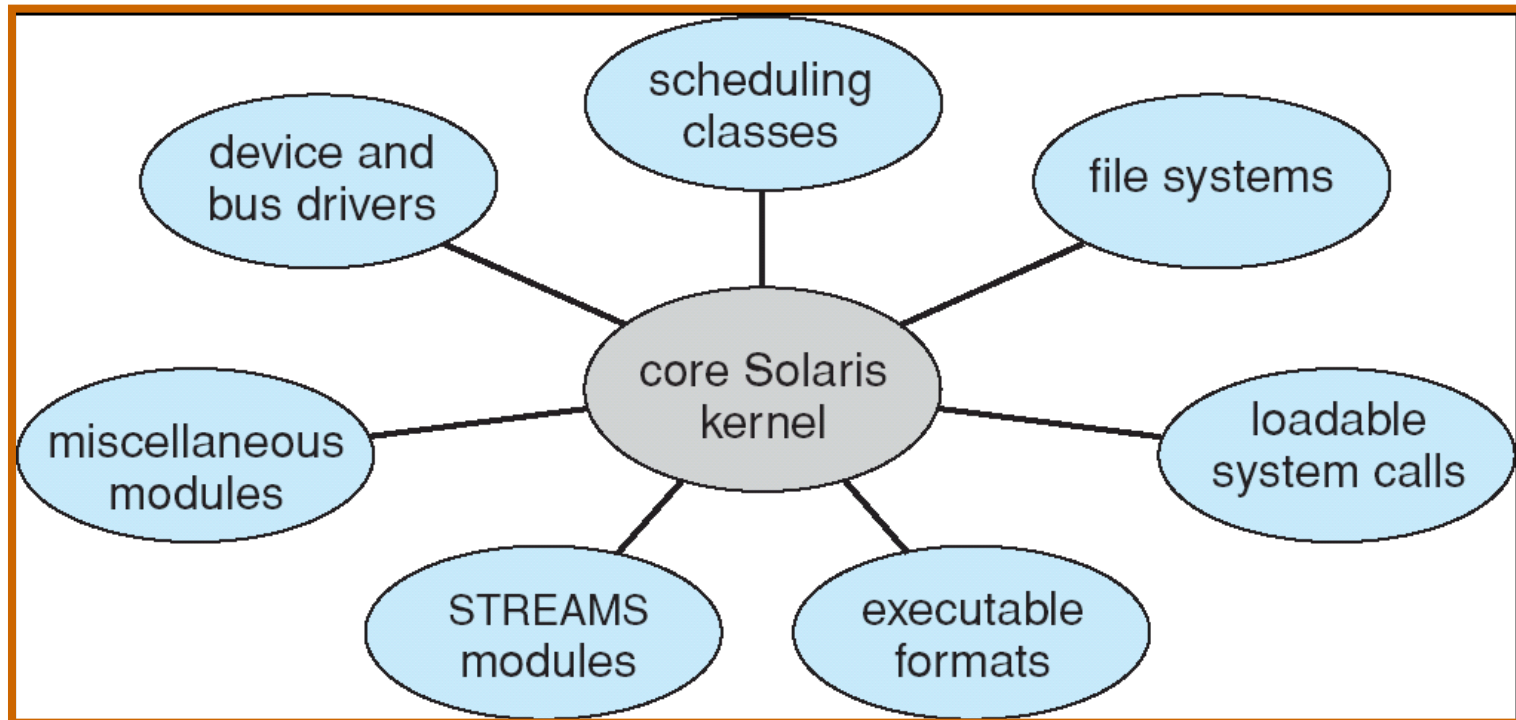 scheduling
classes
device and
bus drivers
file systems
core Solaris
kernel
miscellaneous
modules
loadable
system calls
STREAMS
modules
executable
formats